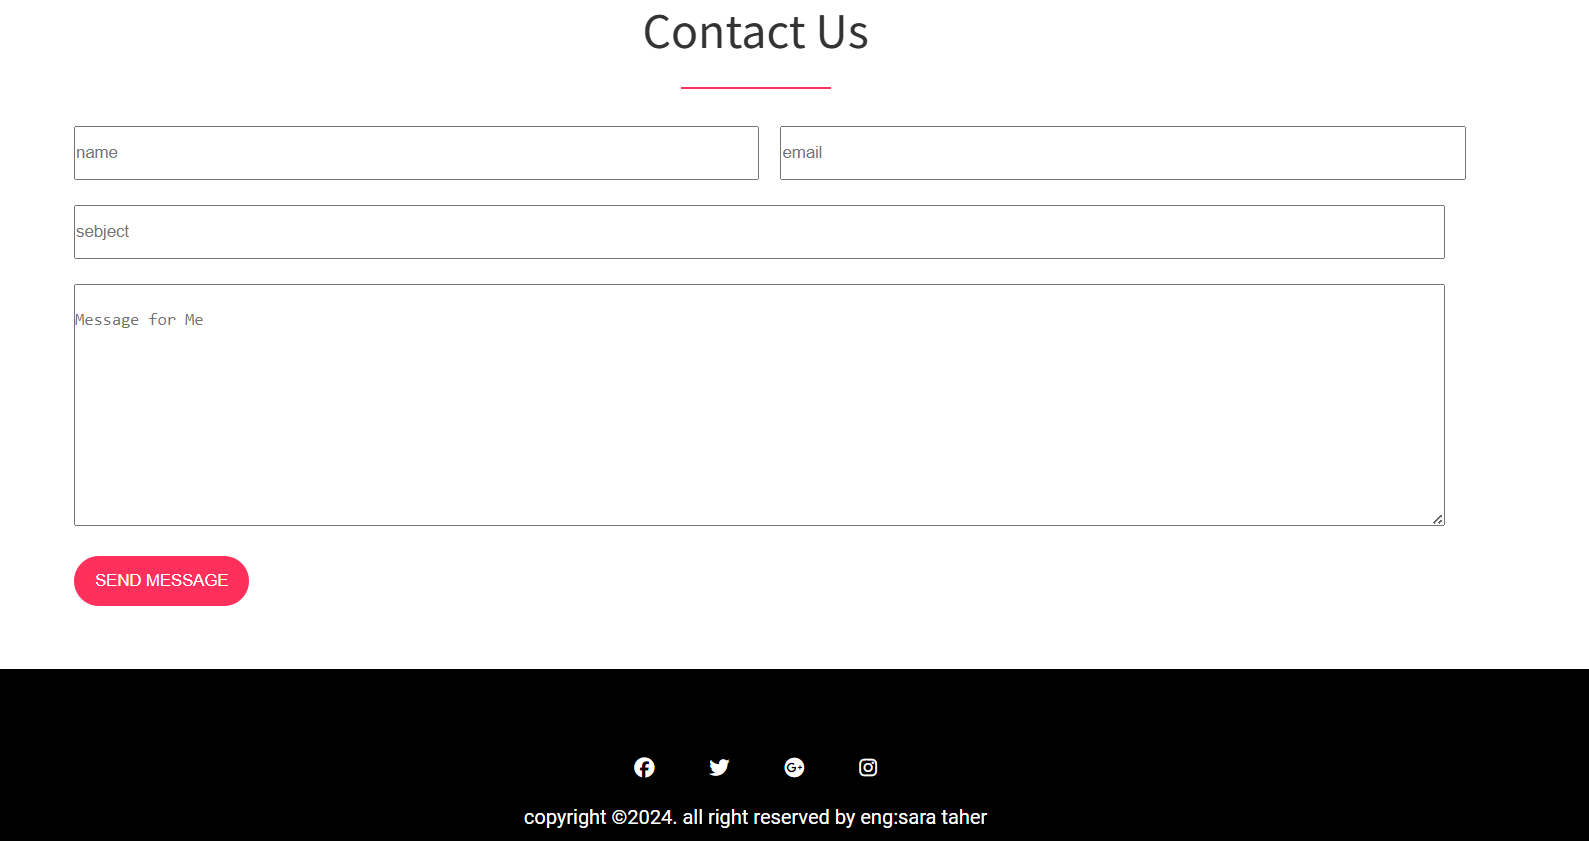 Contact Us
name
email
sebject
Message for Me
SEND MESSAGE
copyright ©2024. all right reserved by eng:sara taher